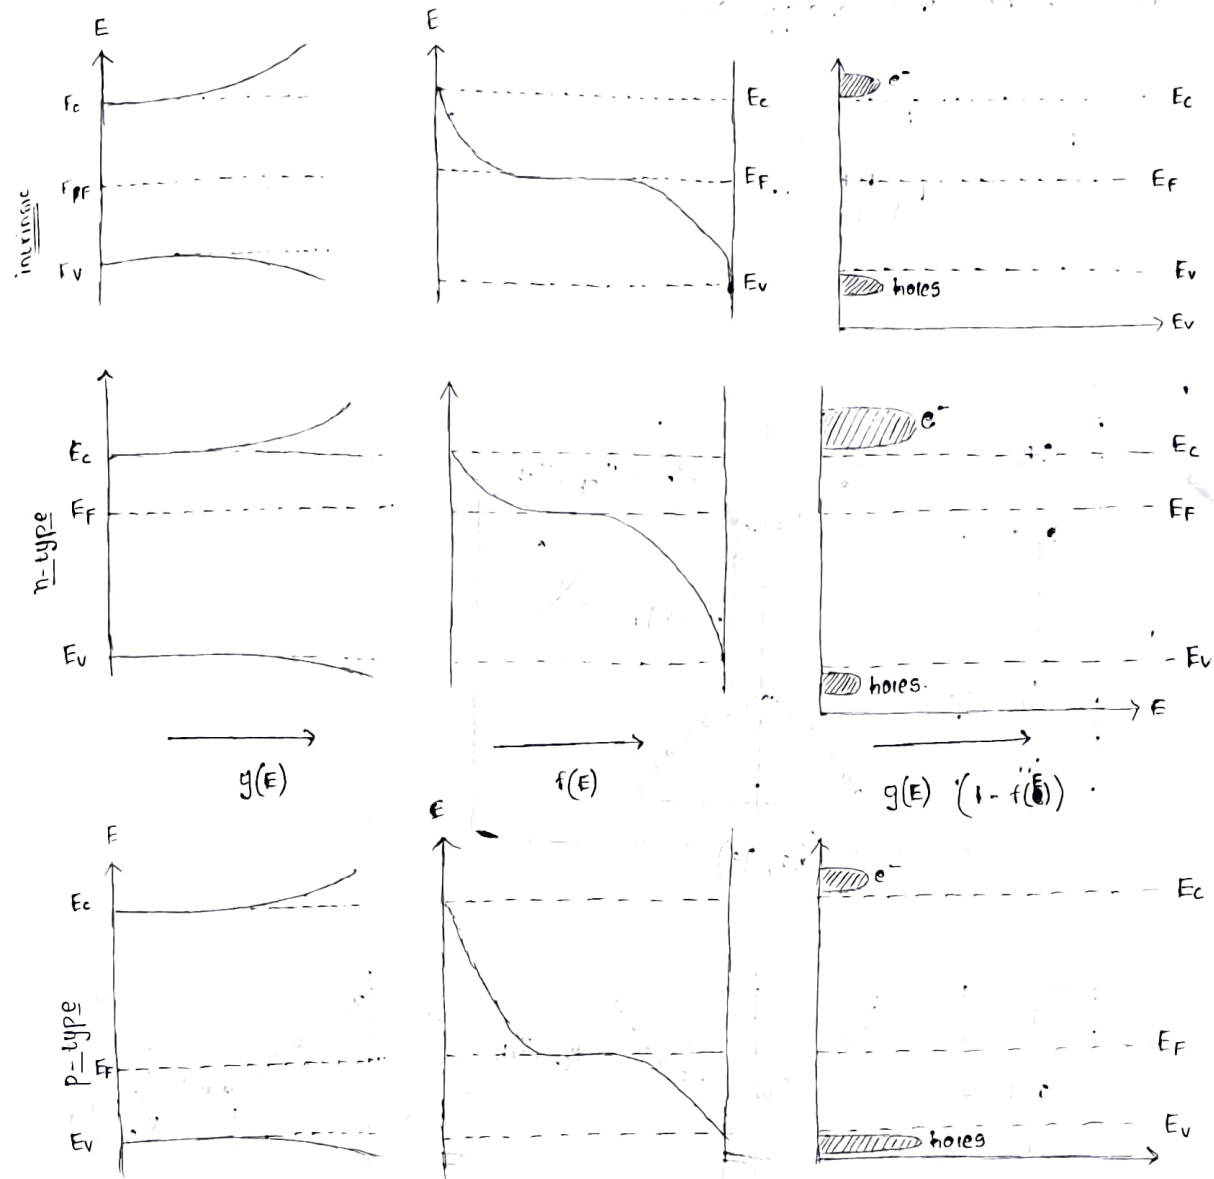 E
E
Ec
Ec
e-
Ec
intrinsic
EF
EF
Ev
Ev
Ev
holes
Ev
n-type
Ec
e-
Ec
EF
EF
Ev
Ev
holes.
E
g(E)
f(E)
g(E) (1 - f(E))
E
E
p-type
Ec
e-
Ec
EF
EF
Ev
Ev
holes